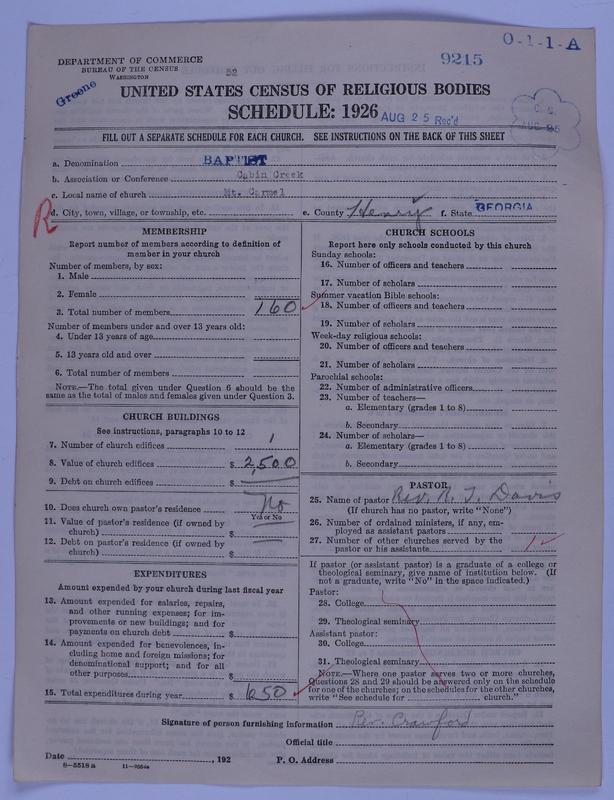 O-1-1-A
9215
DEPARTMENT OF COMMERCE
BUREAU OF THE CENSUS
WASHINGTON
52
Greene
UNITED STATES CENSUS OF RELIGIOUS BODIES
SCHEDULE: 1926
AUG 25 Rec'd
FILL OUT A SEPARATE SCHEDULE FOR EACH CHURCH. SEE INSTRUCTIONS ON THE BACK OF THIS SHEET
a. Denomination BAPTIST
b. Association or Conference Cabin Creek
c. Local name of church Mt. Carmel
R
d. City, town, village, or township, etc. e. County Henry f. State GEORGIA
MEMBERSHIP
Report number of members according to definition of
member in your church
Number of members, by sex:
1. Male
2. Female
3. Total number of members 160
Number of members under and over 13 years old:
4. Under 13 years of age
5. 13 years old and over
6. Total number of members
NOTE.—The total given under Question 6 should be the
same as the total of males and females given under Question 3.
CHURCH BUILDINGS
See instructions, paragraphs 10 to 12
7. Number of church edifices 1
8. Value of church edifices $ 2,500
9. Debt on church edifices $
10. Does church own pastor's residence No
Yes or No
11. Value of pastor's residence (if owned by
church) $
12. Debt on pastor's residence (if owned by
church) $
EXPENDITURES
Amount expended by your church during last fiscal year
13. Amount expended for salaries, repairs,
and other running expenses; for im-
provements or new buildings; and for
payments on church debt $
14. Amount expended for benevolences, in-
cluding home and foreign missions; for
denominational support; and for all
other purposes $
15. Total expenditures during year $ 650
CHURCH SCHOOLS
Report here only schools conducted by this church
Sunday schools:
16. Number of officers and teachers
17. Number of scholars
Summer vacation Bible schools:
18. Number of officers and teachers
19. Number of scholars
Week-day religious schools:
20. Number of officers and teachers
21. Number of scholars
Parochial schools:
22. Number of administrative officers
23. Number of teachers—
a. Elementary (grades 1 to 8)
b. Secondary
24. Number of scholars—
a. Elementary (grades 1 to 8)
b. Secondary
PASTOR
25. Name of pastor Rev. R. T. Davis
(If church has no pastor, write "None")
26. Number of ordained ministers, if any, em-
ployed as assistant pastors
27. Number of other churches served by the
pastor or his assistants 1
If pastor (or assistant pastor) is a graduate of a college or
theological seminary, give name of institution below. (If
not a graduate, write "No" in the space indicated.)
Pastor:
28. College
29. Theological seminary
Assistant pastor:
30. College
31. Theological seminary
NOTE.—Where one pastor serves two or more churches,
Questions 28 and 29 should be answered only on the schedule
for one of the churches; on the schedules for the other churches,
write "See schedule for church."
Signature of person furnishing information Rev. Crawford
Official title
Date , 192 P. O. Address
8-5518 a